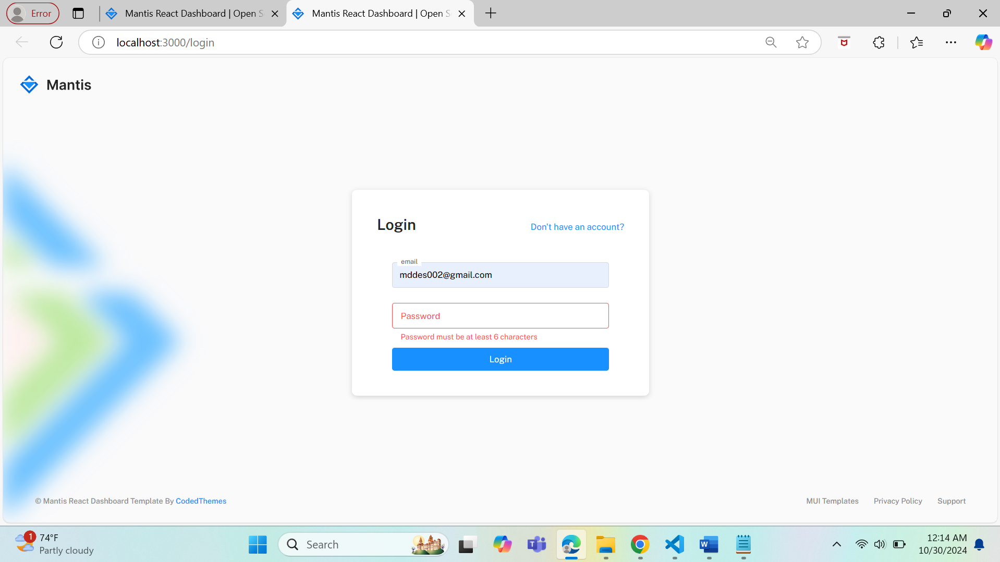 Error
Mantis React Dashboard | Open S
Mantis React Dashboard | Open S
localhost:3000/login
Mantis
Login
Don't have an account?
email
mddes002@gmail.com
Password
Password must be at least 6 characters
Login
© Mantis React Dashboard Template By CodedThemes
MUI Templates
Privacy Policy
Support
1
74°F
Partly cloudy
Search
T
W
12:14 AM
10/30/2024